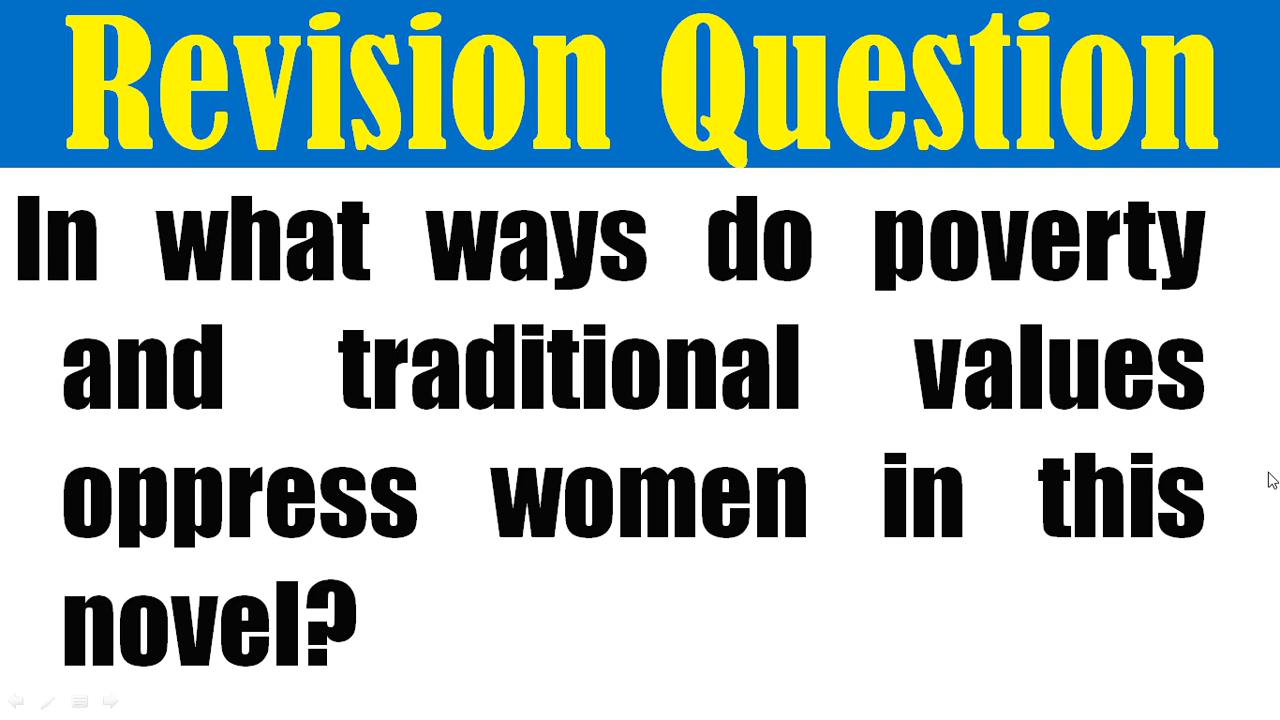 Revision Question
In what ways do poverty
and traditional values
oppress women in this
novel?